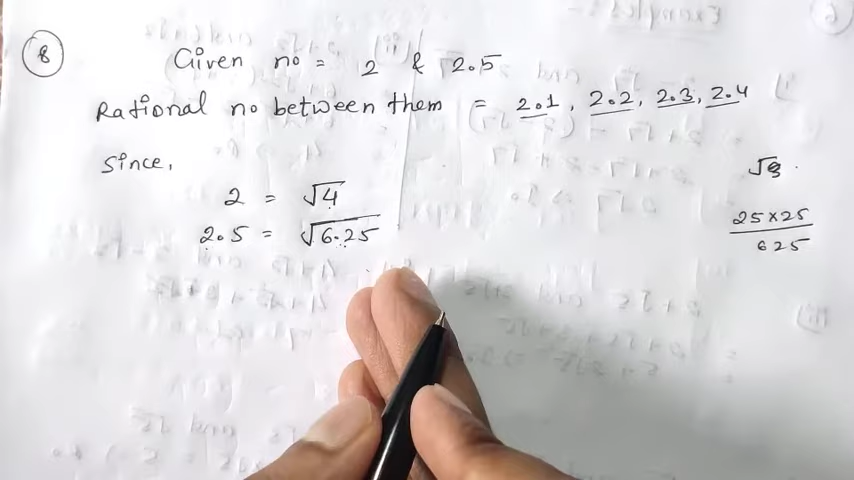 8 Given no = 2 & 2.5
Rational no between them = 2.1, 2.2, 2.3, 2.4
Since,
2 = √4
2.5 = √6.25
25×25
625